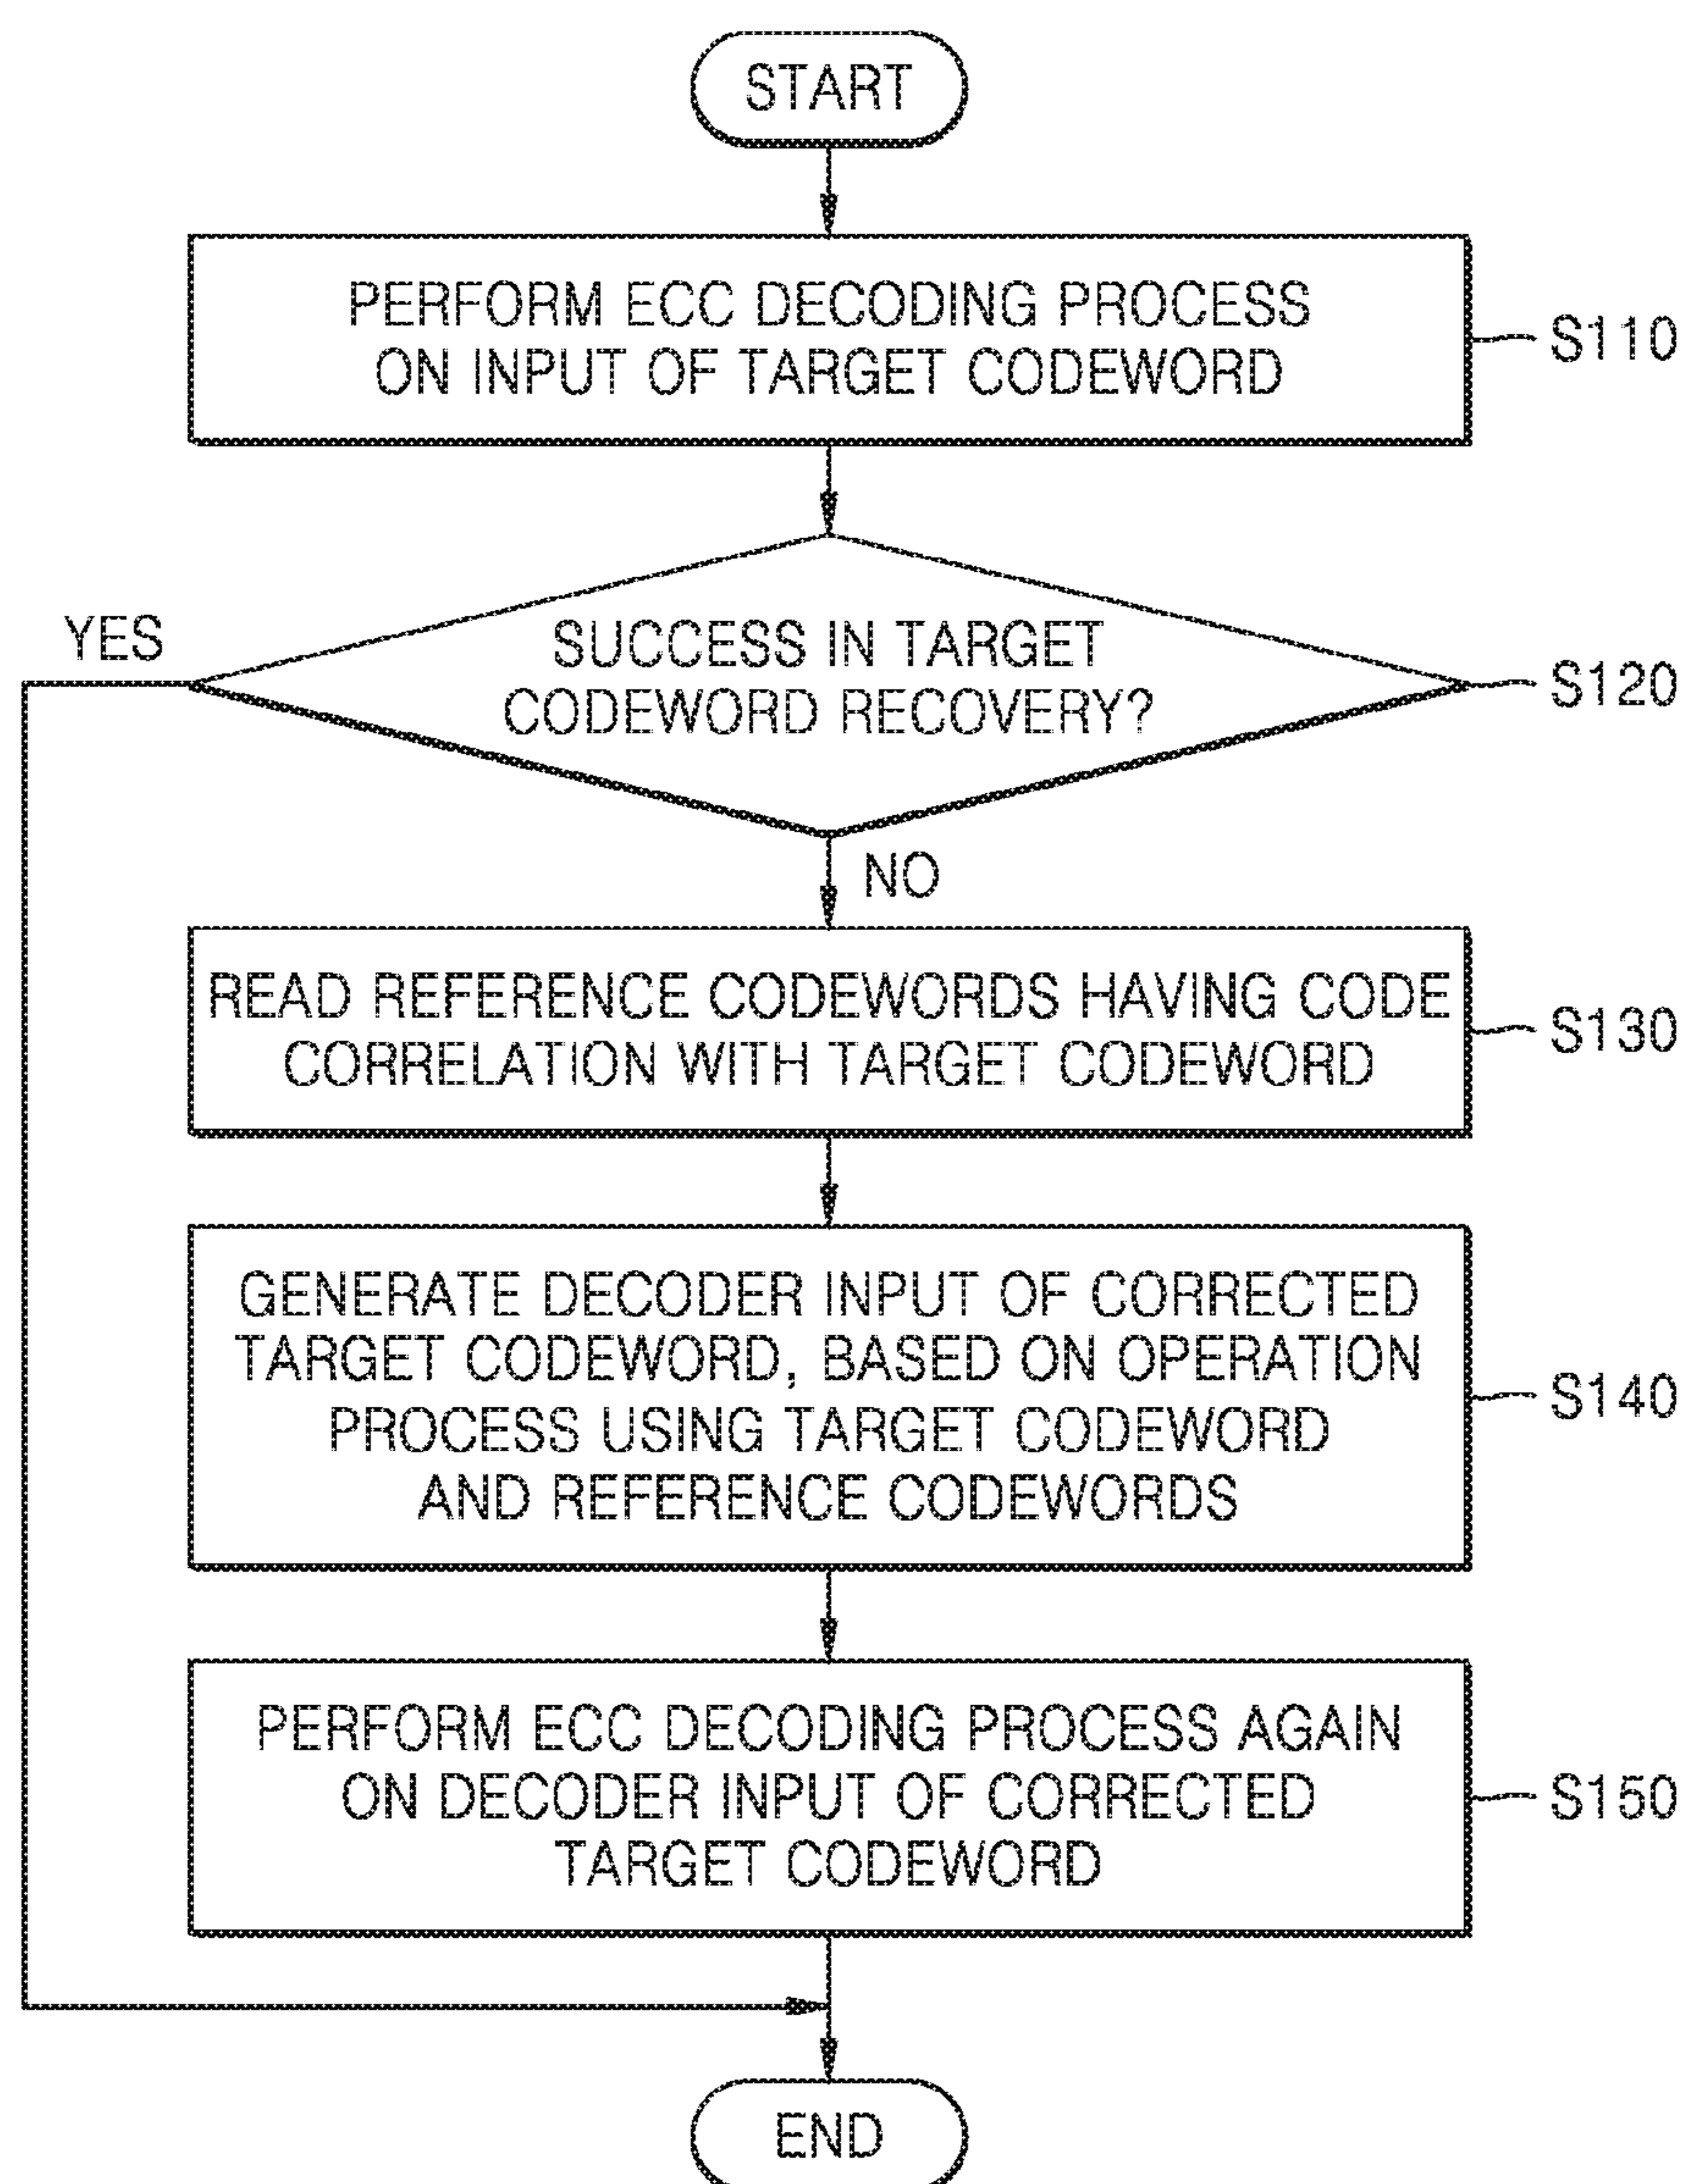 START
PERFORM ECC DECODING PROCESS
ON INPUT OF TARGET CODEWORD
S110
YES
SUCCESS IN TARGET
CODEWORD RECOVERY?
S120
NO
READ REFERENCE CODEWORDS HAVING CODE
CORRELATION WITH TARGET CODEWORD
S130
GENERATE DECODER INPUT OF CORRECTED
TARGET CODEWORD, BASED ON OPERATION
PROCESS USING TARGET CODEWORD
AND REFERENCE CODEWORDS
S140
PERFORM ECC DECODING PROCESS AGAIN
ON DECODER INPUT OF CORRECTED
TARGET CODEWORD
S150
END